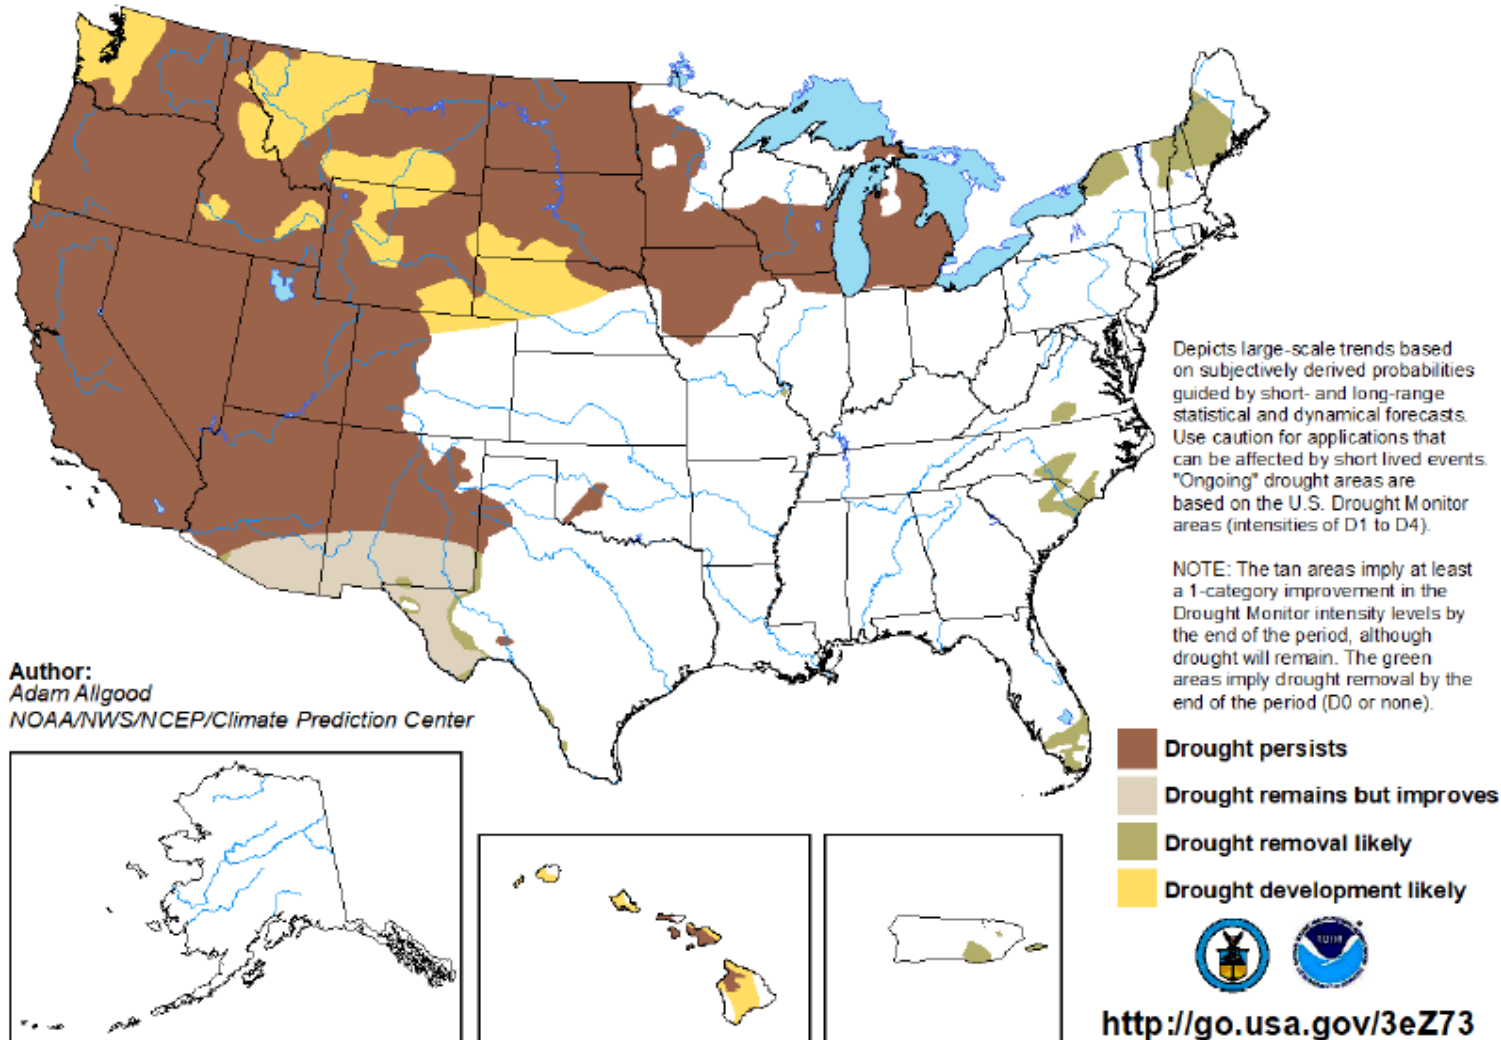 Depicts large-scale trends based
on subjectively derived probabilities
guided by short- and long-range
statistical and dynamical forecasts.
Use caution for applications that
can be affected by short lived events.
"Ongoing" drought areas are
based on the U.S. Drought Monitor
areas (intensities of D1 to D4).
NOTE: The tan areas imply at least
a 1-category improvement in the
Drought Monitor intensity levels by
the end of the period, although
drought will remain. The green
areas imply drought removal by the
end of the period (D0 or none).
Author:
Adam Allgood
NOAA/NWS/NCEP/Climate Prediction Center
Drought persists
Drought remains but improves
Drought removal likely
Drought development likely
http://go.usa.gov/3eZ73